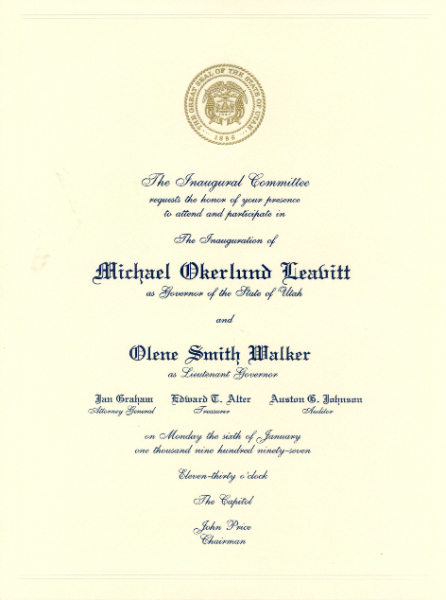 THE GREAT SEAL OF THE STATE OF UTAH
1896
The Inaugural Committee
requests the honor of your presence
to attend and participate in
The Inauguration of
Michael Okerlund Leavitt
as Governor of the State of Utah
and
Olene Smith Walker
as Lieutenant Governor
Jan Graham Edward T. Alter Auston G. Johnson
Attorney General Treasurer Auditor
on Monday the sixth of January
one thousand nine hundred ninety-seven
Eleven-thirty o'clock
The Capitol
John Price
Chairman